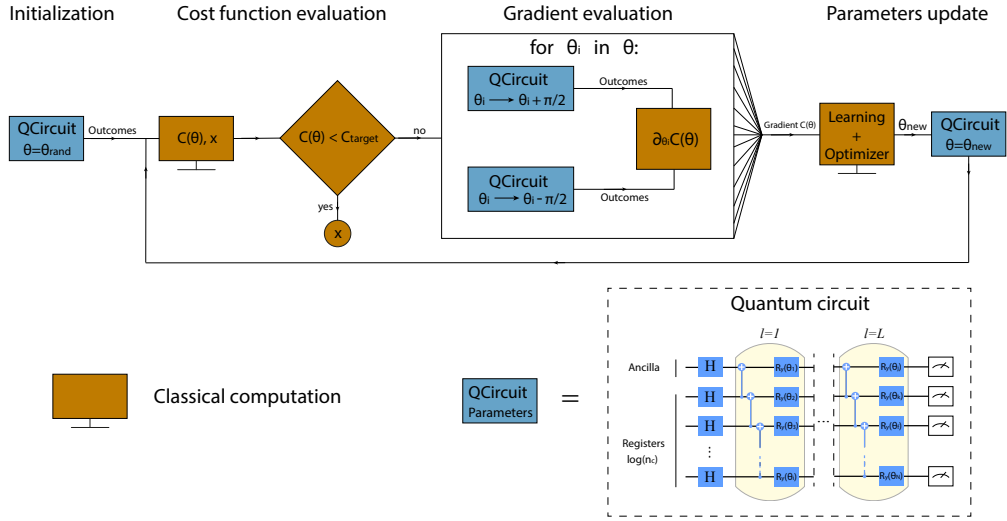 Initialization
Cost function evaluation
Gradient evaluation
Parameters update
QCircuit
θ=θrand
Outcomes
C(θ), x
C(θ) < Ctarget
no
yes
x
for θi in θ:
QCircuit
θi → θi + π/2
Outcomes
∂θiC(θ)
QCircuit
θi → θi - π/2
Outcomes
Gradient C(θ)
Learning
+
Optimizer
θnew
QCircuit
θ=θnew
Classical computation
QCircuit
Parameters
=
Quantum circuit
l=1
l=L
Ancilla
H
Ry(θ1)
Ry(θj)
H
Ry(θ2)
Ry(θk)
H
Ry(θ3)
...
Ry(θl)
Registers
log(nc)
⋮
H
Ry(θi)
Ry(θN)